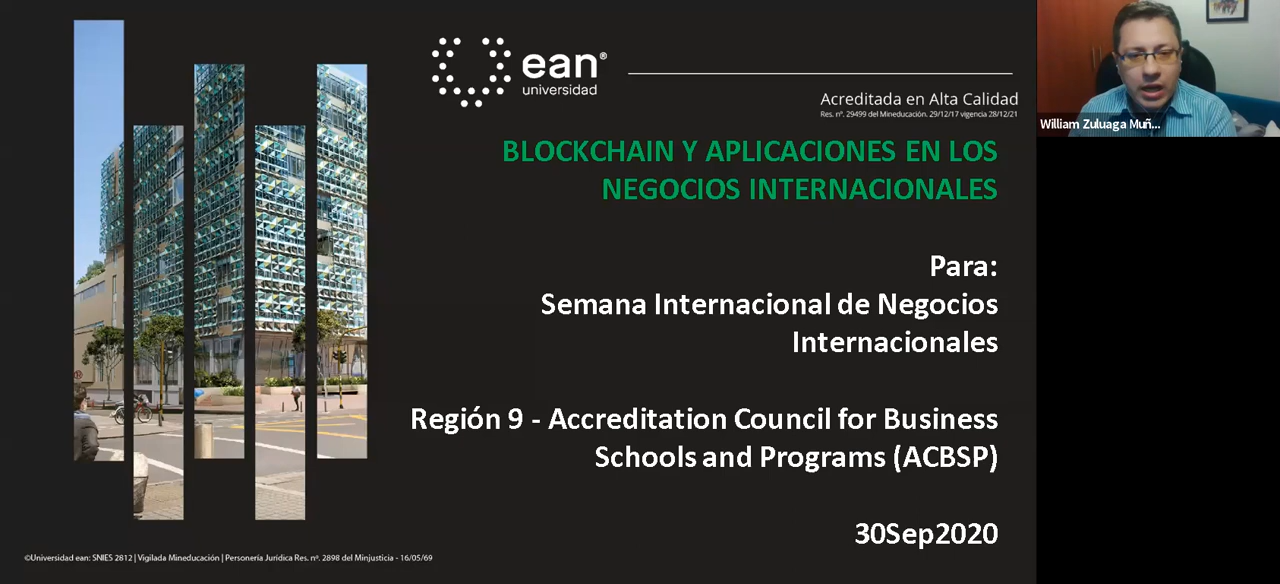 ean®
universidad
Acreditada en Alta Calidad
Res. nº. 29499 del Mineducación. 29/12/17 vigencia 28/12/21
BLOCKCHAIN Y APLICACIONES EN LOS
NEGOCIOS INTERNACIONALES
Para:
Semana Internacional de Negocios
Internacionales
Región 9 - Accreditation Council for Business
Schools and Programs (ACBSP)
30Sep2020
©Universidad ean: SNIES 2812 | Vigilada Mineducación | Personería Jurídica Res. nº. 2898 del Minjusticia - 16/05/69
William Zuluaga Muñ...